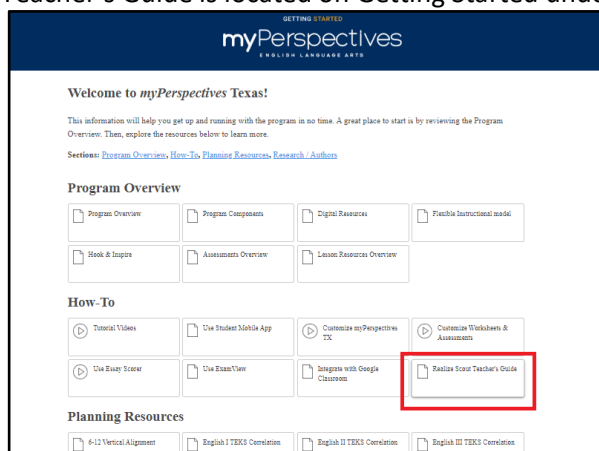 Teacher's Guide is located on Getting Started unde
GETTING STARTED
myPerspectives
ENGLISH LANGUAGE ARTS
Welcome to myPerspectives Texas!
This information will help you get up and running with the program in no time. A great place to start is by reviewing the Program
Overview. Then, explore the resources below to learn more.
Sections: Program Overview, How-To, Planning Resources, Research / Authors
Program Overview
Program Overview
Program Components
Digital Resources
Flexible Instructional model
Hook & Inspire
Assessments Overview
Lesson Resources Overview
How-To
Tutorial Videos
Use Student Mobile App
Customize myPerspectives
TX
Customize Worksheets &
Assessments
Use Essay Scorer
Use ExamView
Integrate with Google
Classroom
Realize Scout Teacher's Guide
Planning Resources
6-12 Vertical Alignment
English I TEKS Correlation
English II TEKS Correlation
English III TEKS Correlation